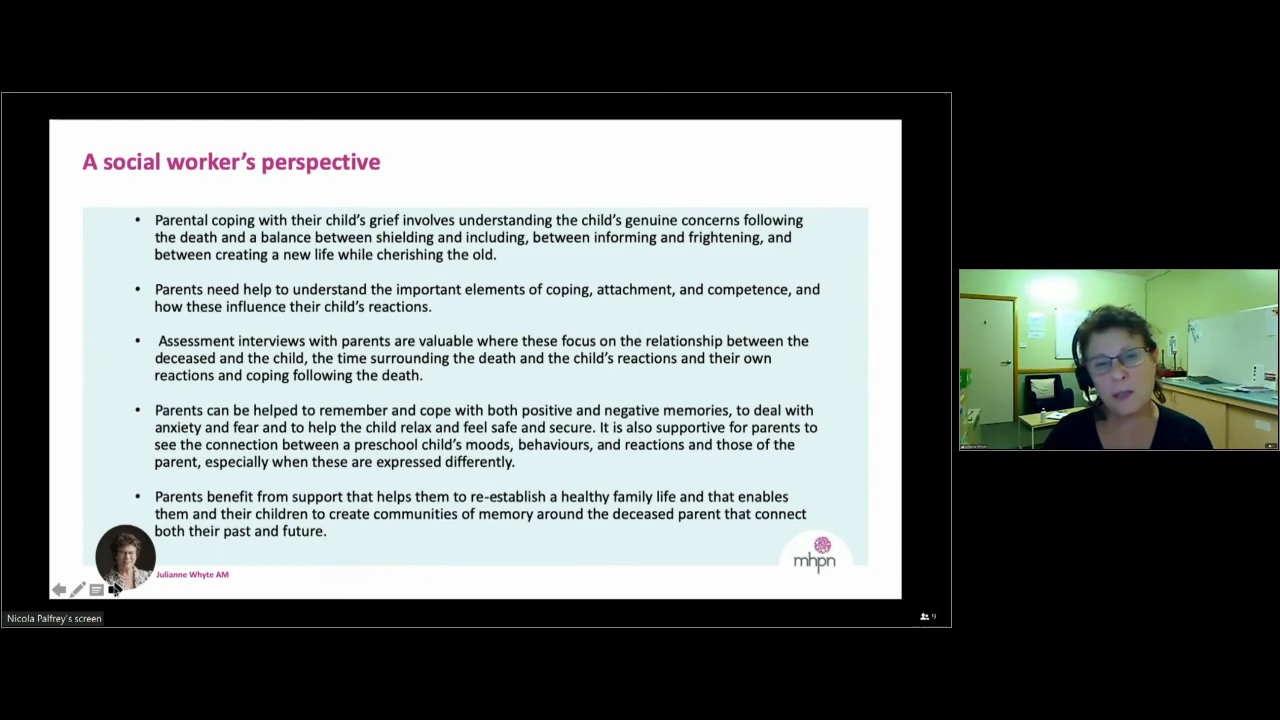 A social worker's perspective
• Parental coping with their child's grief involves understanding the child's genuine concerns following
the death and a balance between shielding and including, between informing and frightening, and
between creating a new life while cherishing the old.
• Parents need help to understand the important elements of coping, attachment, and competence, and
how these influence their child's reactions.
• Assessment interviews with parents are valuable where these focus on the relationship between the
deceased and the child, the time surrounding the death and the child's reactions and their own
reactions and coping following the death.
• Parents can be helped to remember and cope with both positive and negative memories, to deal with
anxiety and fear and to help the child relax and feel safe and secure. It is also supportive for parents to
see the connection between a preschool child's moods, behaviours, and reactions and those of the
parent, especially when these are expressed differently.
• Parents benefit from support that helps them to re-establish a healthy family life and that enables
them and their children to create communities of memory around the deceased parent that connect
both their past and future.
mhpn
Julianne Whyte AM
Nicola Palfrey's screen
9